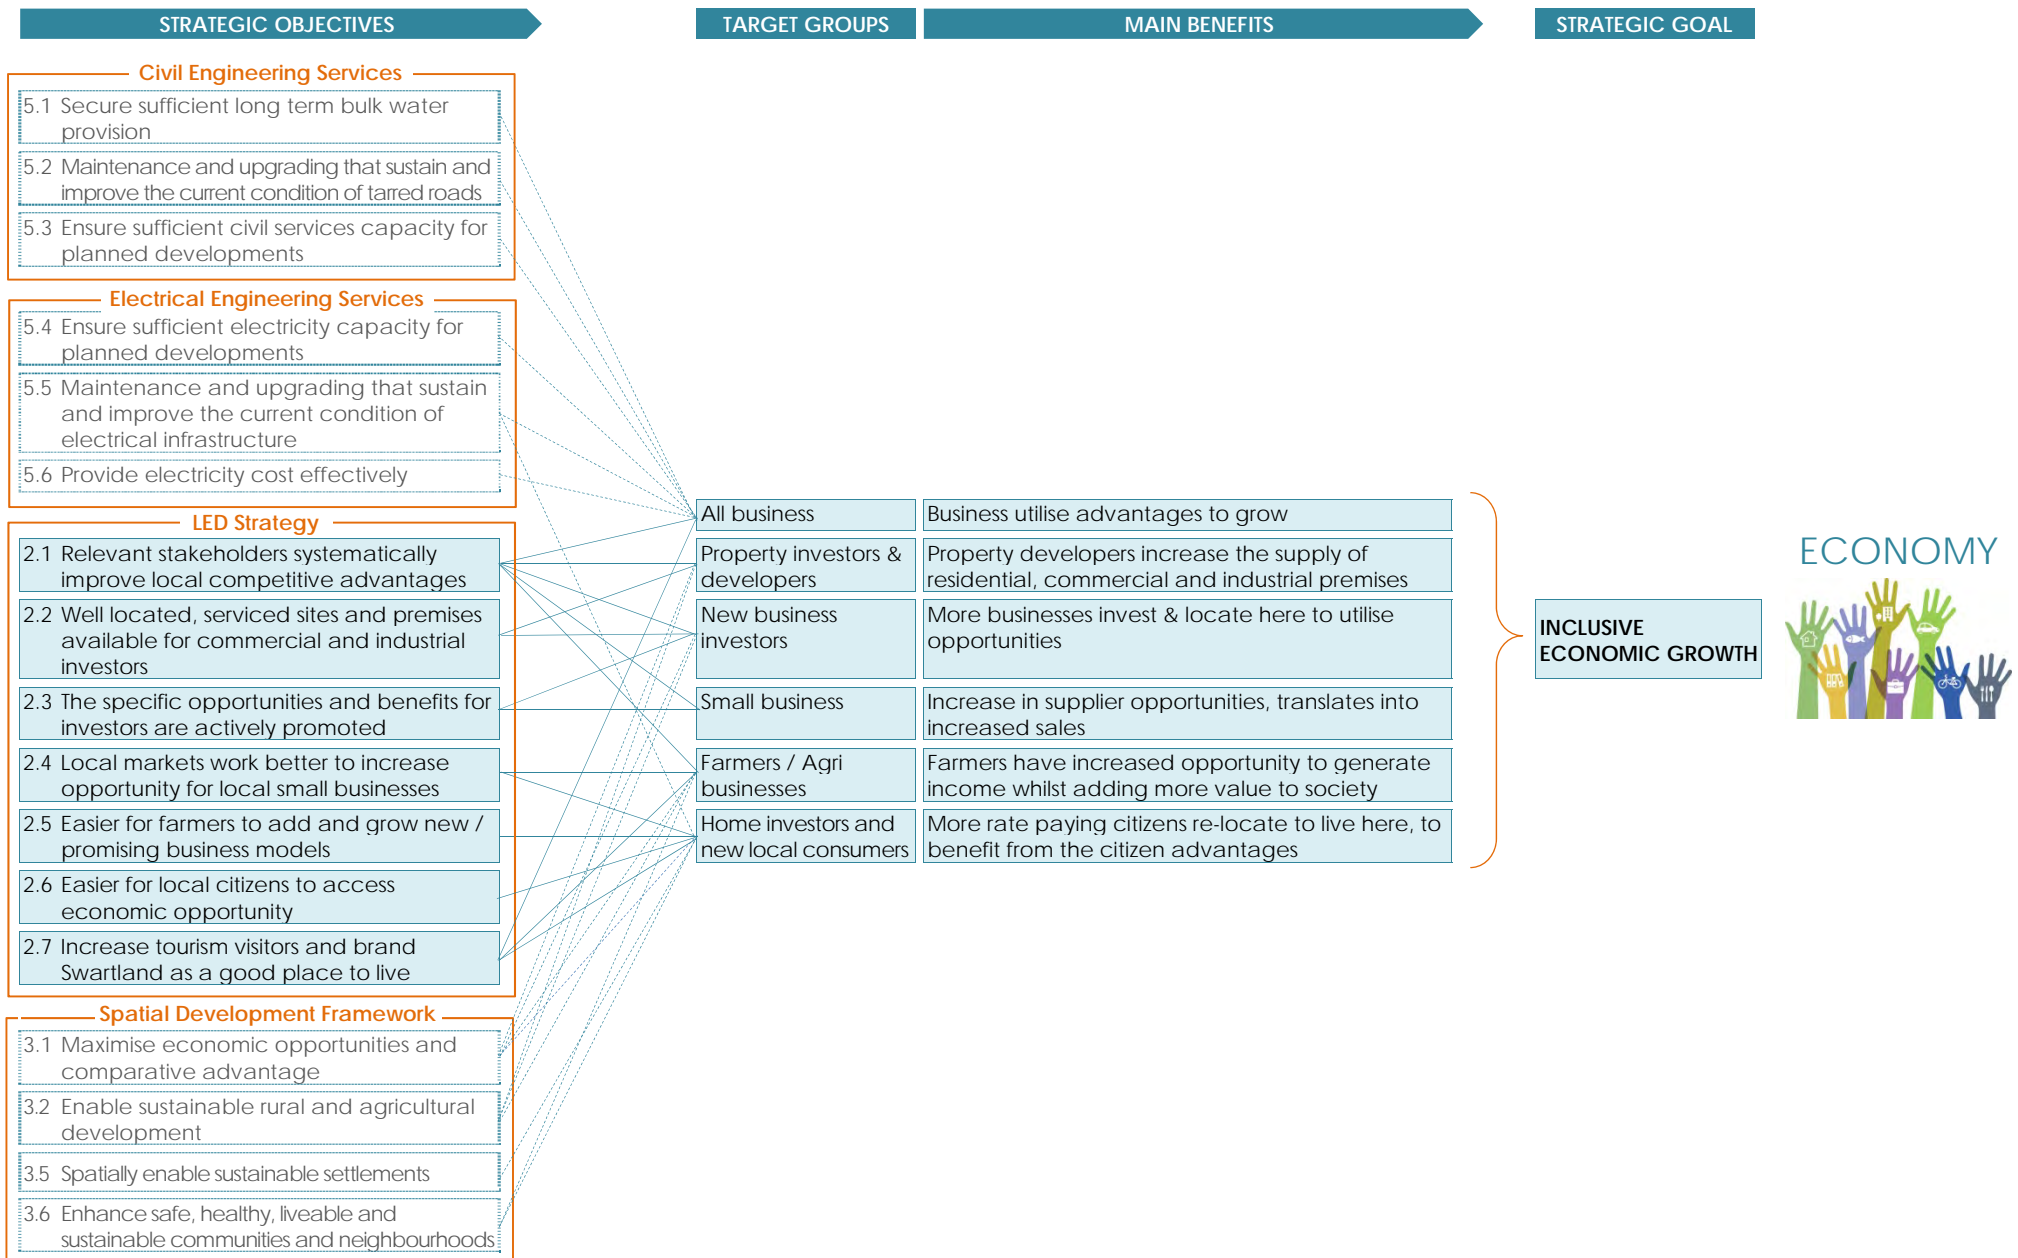 STRATEGIC OBJECTIVES
TARGET GROUPS
MAIN BENEFITS
STRATEGIC GOAL
Civil Engineering Services
5.1 Secure sufficient long term bulk water
provision
5.2 Maintenance and upgrading that sustain and
improve the current condition of tarred roads
5.3 Ensure sufficient civil services capacity for
planned developments
Electrical Engineering Services
5.4 Ensure sufficient electricity capacity for
planned developments
5.5 Maintenance and upgrading that sustain
and improve the current condition of
electrical infrastructure
5.6 Provide electricity cost effectively
LED Strategy
2.1 Relevant stakeholders systematically
improve local competitive advantages
2.2 Well located, serviced sites and premises
available for commercial and industrial
investors
2.3 The specific opportunities and benefits for
investors are actively promoted
2.4 Local markets work better to increase
opportunity for local small businesses
2.5 Easier for farmers to add and grow new /
promising business models
2.6 Easier for local citizens to access
economic opportunity
2.7 Increase tourism visitors and brand
Swartland as a good place to live
Spatial Development Framework
3.1 Maximise economic opportunities and
comparative advantage
3.2 Enable sustainable rural and agricultural
development
3.5 Spatially enable sustainable settlements
3.6 Enhance safe, healthy, liveable and
sustainable communities and neighbourhoods
All business
Business utilise advantages to grow
Property investors &
developers
Property developers increase the supply of
residential, commercial and industrial premises
New business
investors
More businesses invest & locate here to utilise
opportunities
Small business
Increase in supplier opportunities, translates into
increased sales
Farmers / Agri
businesses
Farmers have increased opportunity to generate
income whilst adding more value to society
Home investors and
new local consumers
More rate paying citizens re-locate to live here, to
benefit from the citizen advantages
INCLUSIVE
ECONOMIC GROWTH
ECONOMY